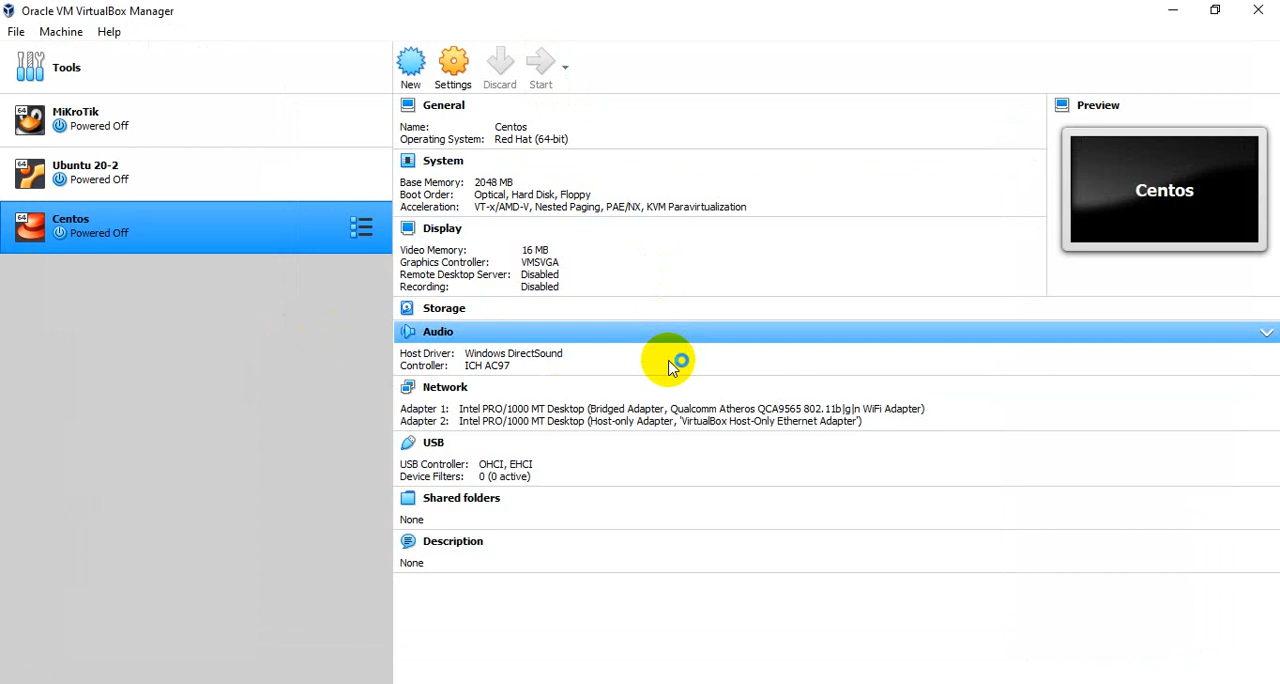 Oracle VM VirtualBox Manager
File Machine Help
Tools
New Settings Discard Start
64 MiKroTik
Powered Off
64 Ubuntu 20-2
Powered Off
64 Centos
Powered Off
General
Name: Centos
Operating System: Red Hat (64-bit)
System
Base Memory: 2048 MB
Boot Order: Optical, Hard Disk, Floppy
Acceleration: VT-x/AMD-V, Nested Paging, PAE/NX, KVM Paravirtualization
Display
Video Memory: 16 MB
Graphics Controller: VMSVGA
Remote Desktop Server: Disabled
Recording: Disabled
Storage
Audio
Host Driver: Windows DirectSound
Controller: ICH AC97
Network
Adapter 1: Intel PRO/1000 MT Desktop (Bridged Adapter, Qualcomm Atheros QCA9565 802.11b|g|n WiFi Adapter)
Adapter 2: Intel PRO/1000 MT Desktop (Host-only Adapter, 'VirtualBox Host-Only Ethernet Adapter')
USB
USB Controller: OHCI, EHCI
Device Filters: 0 (0 active)
Shared folders
None
Description
None
Preview
Centos